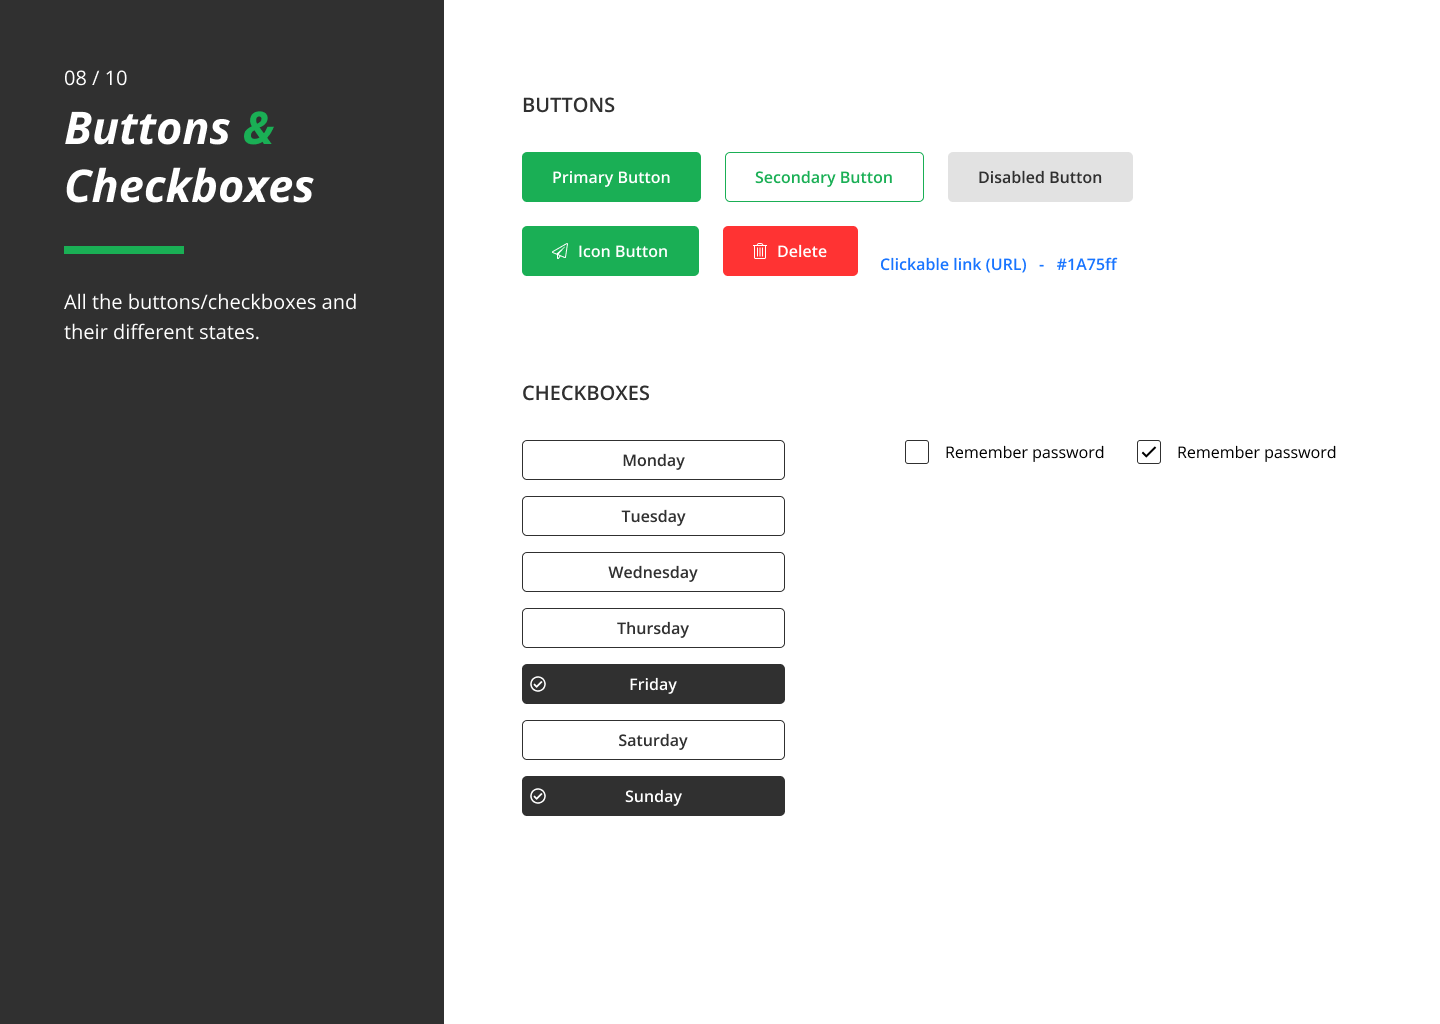 08 / 10
Buttons &
Checkboxes
All the buttons/checkboxes and
their different states.
BUTTONS
Primary Button
Secondary Button
Disabled Button
Icon Button
Delete
Clickable link (URL) - #1A75ff
CHECKBOXES
Monday
Tuesday
Wednesday
Thursday
Friday
Saturday
Sunday
Remember password
Remember password